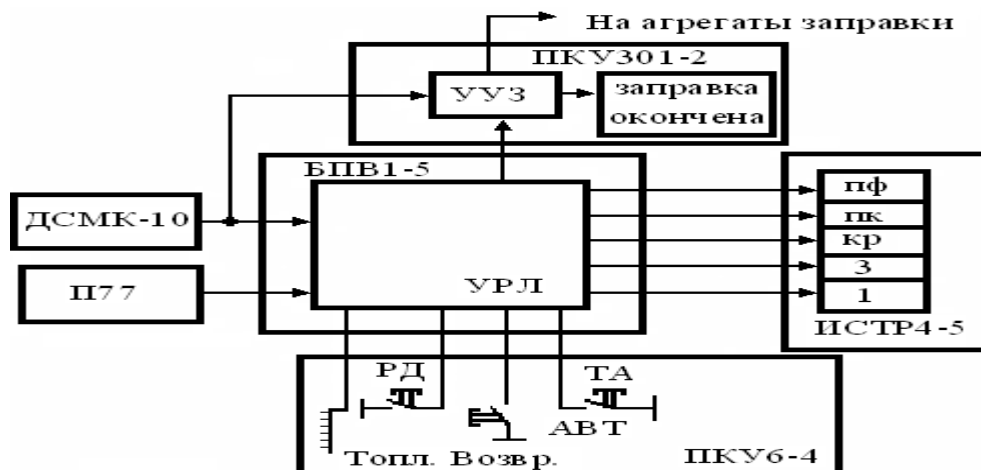 На агрегаты заправки
ПКУ301-2
УУЗ
заправка
окончена
БПВ1-5
ДСМК-10
П77
УРЛ
пф
пк
кр
3
1
ИСТР4-5
РД
ТА
АВТ
Топл. Возвр.
ПКУ6-4